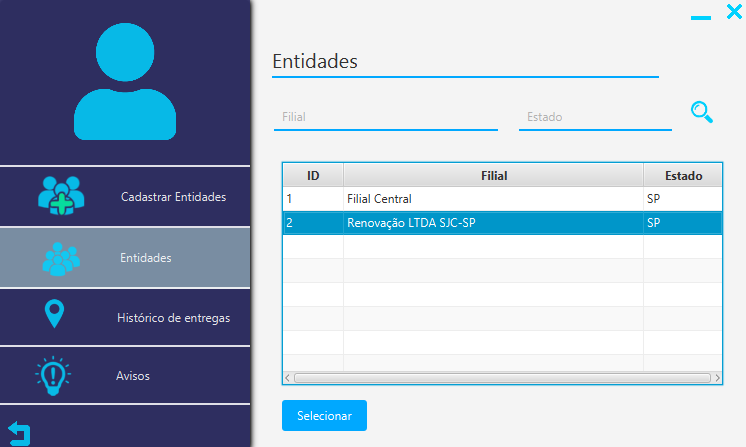 Cadastrar Entidades
Entidades
Histórico de entregas
Avisos
Entidades
Filial Estado
ID Filial Estado
1 Filial Central SP
2 Renovação LTDA SJC-SP SP
Selecionar